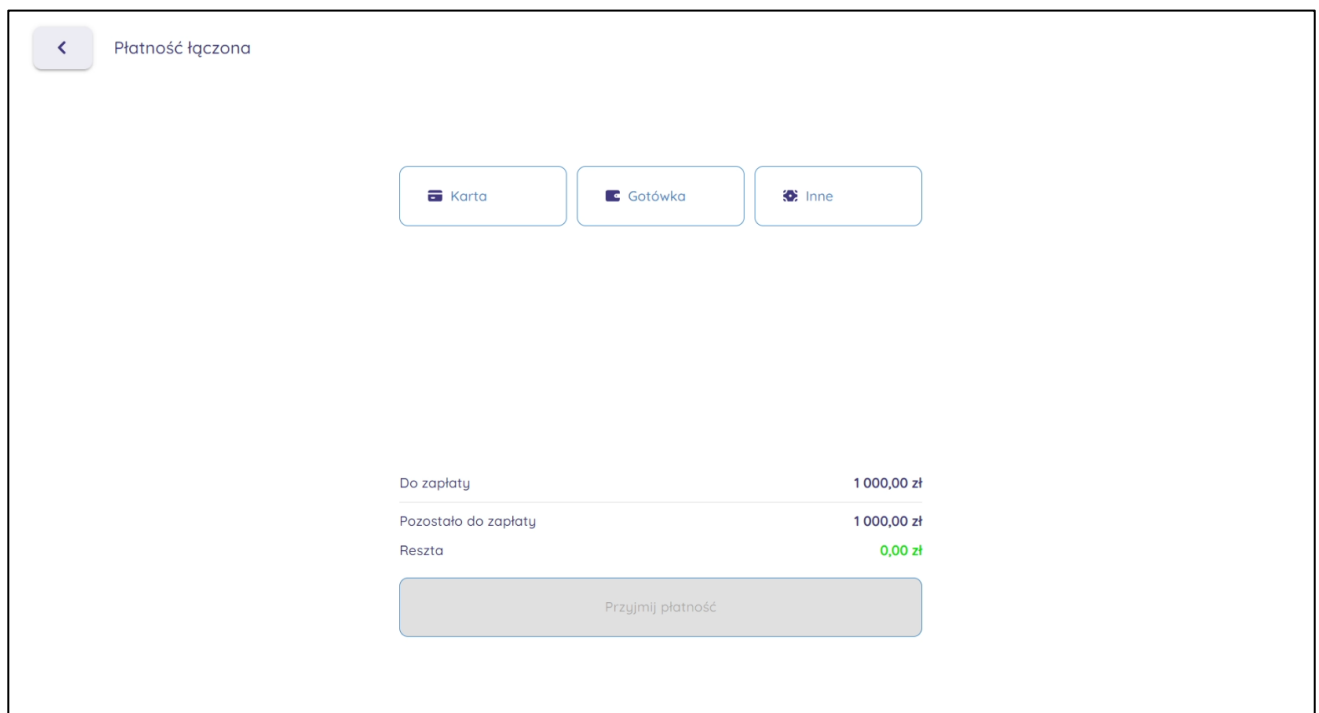 Płatność łączona
Karta
Gotówka
Inne
Do zapłaty 1 000,00 zł
Pozostało do zapłaty 1 000,00 zł
Reszta 0,00 zł
Przyjmij płatność